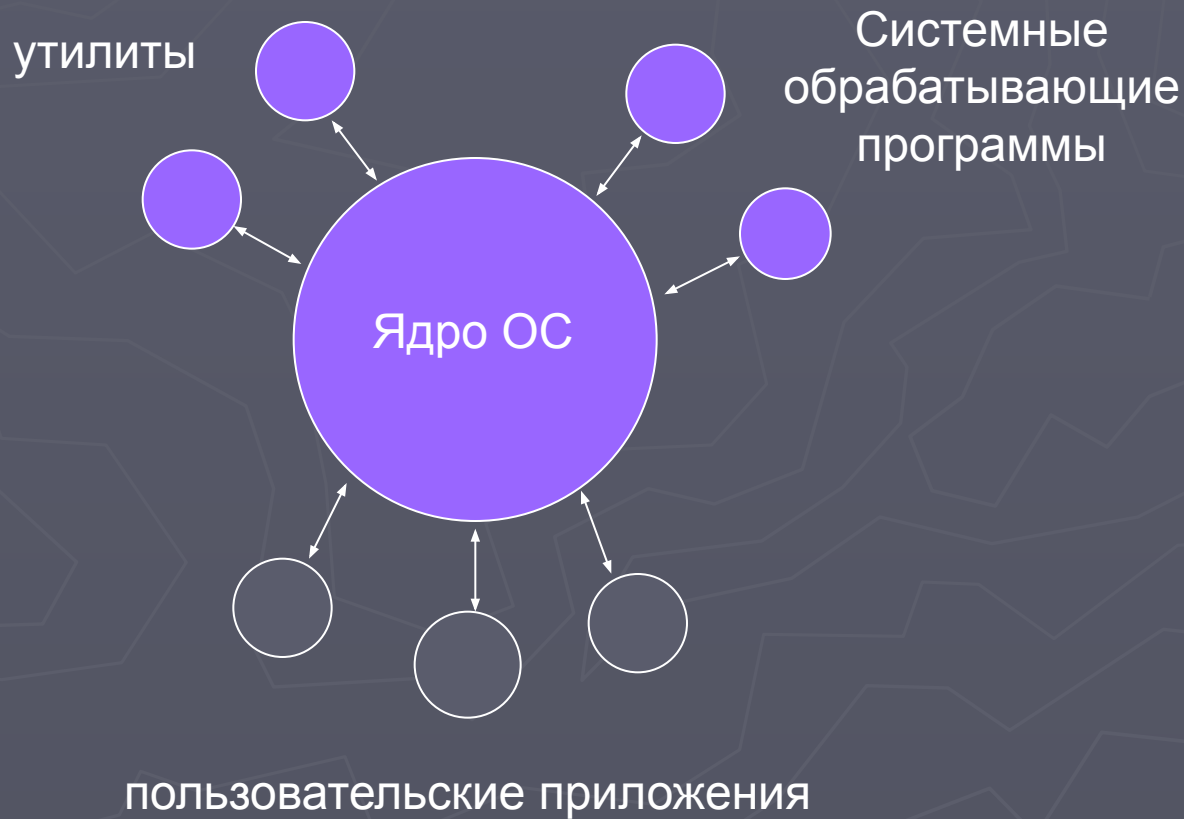 утилиты
Системные
обрабатывающие
программы
Ядро ОС
пользовательские приложения